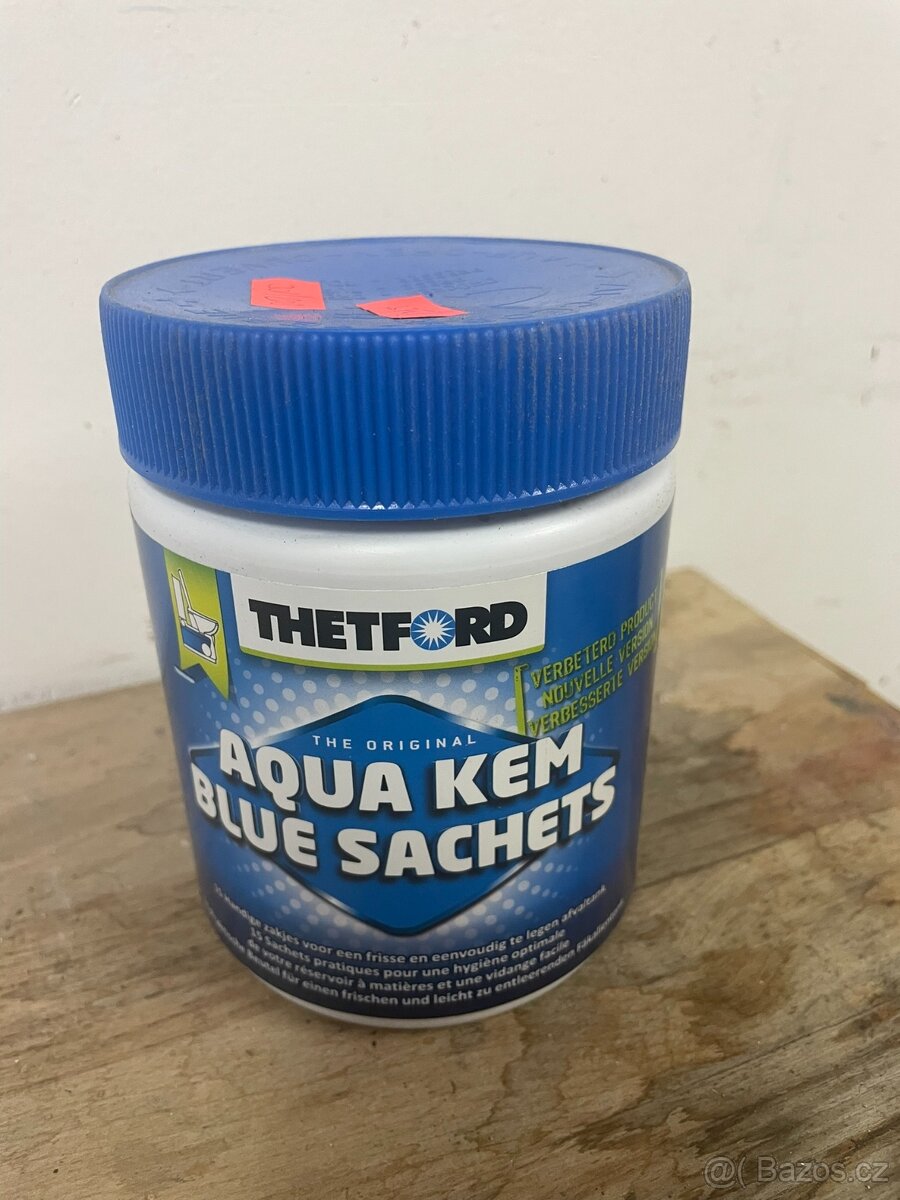 THETFORD
VERBETERD PRODUCT
NOUVELLE VERSION
VERBESSERTE VERSION
THE ORIGINAL
AQUA KEM
BLUE SACHETS
15 Handige zakjes voor een frisse en eenvoudig te legen afvaltank
15 Sachets pratiques pour une hygiène optimale
de votre réservoir à matières et une vidange facile
Beutel für einen frischen und leicht zu entleerenden Fäkalientank
@( Bazos.cz